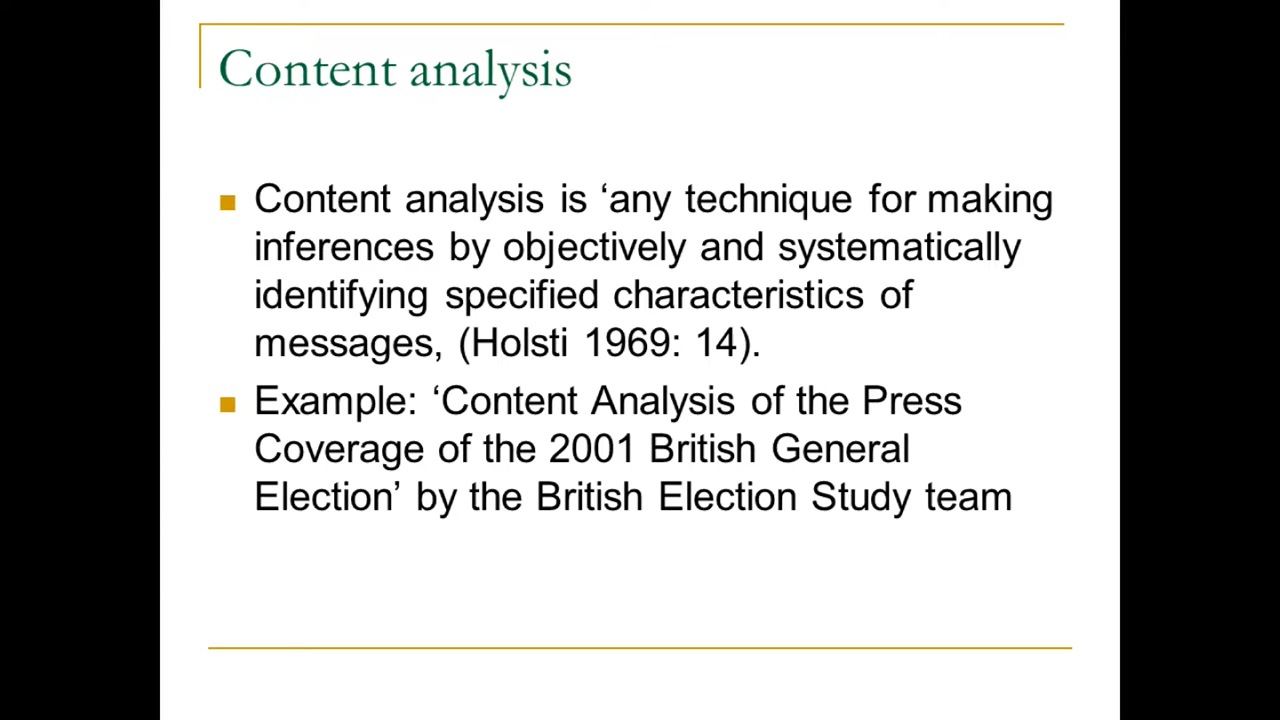 Content analysis
Content analysis is ‘any technique for making
inferences by objectively and systematically
identifying specified characteristics of
messages, (Holsti 1969: 14).
Example: ‘Content Analysis of the Press
Coverage of the 2001 British General
Election’ by the British Election Study team